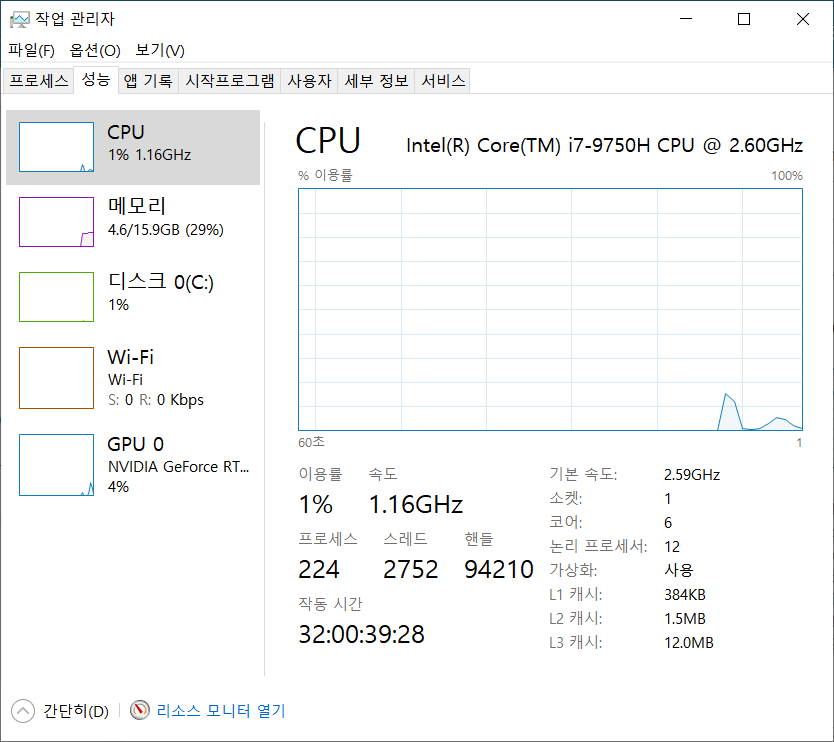 작업 관리자
파일(F) 옵션(O) 보기(V)
프로세스 성능 앱 기록 시작프로그램 사용자 세부 정보 서비스
CPU
1% 1.16GHz
메모리
4.6/15.9GB (29%)
디스크 0(C:)
1%
Wi-Fi
Wi-Fi
S: 0 R: 0 Kbps
GPU 0
NVIDIA GeForce RT...
4%
CPU Intel(R) Core(TM) i7-9750H CPU @ 2.60GHz
% 이용률 100%
60초 1
이용률 속도
1% 1.16GHz
프로세스 스레드 핸들
224 2752 94210
작동 시간
32:00:39:28
기본 속도: 2.59GHz
소켓: 1
코어: 6
논리 프로세서: 12
가상화: 사용
L1 캐시: 384KB
L2 캐시: 1.5MB
L3 캐시: 12.0MB
간단히(D) 리소스 모니터 열기